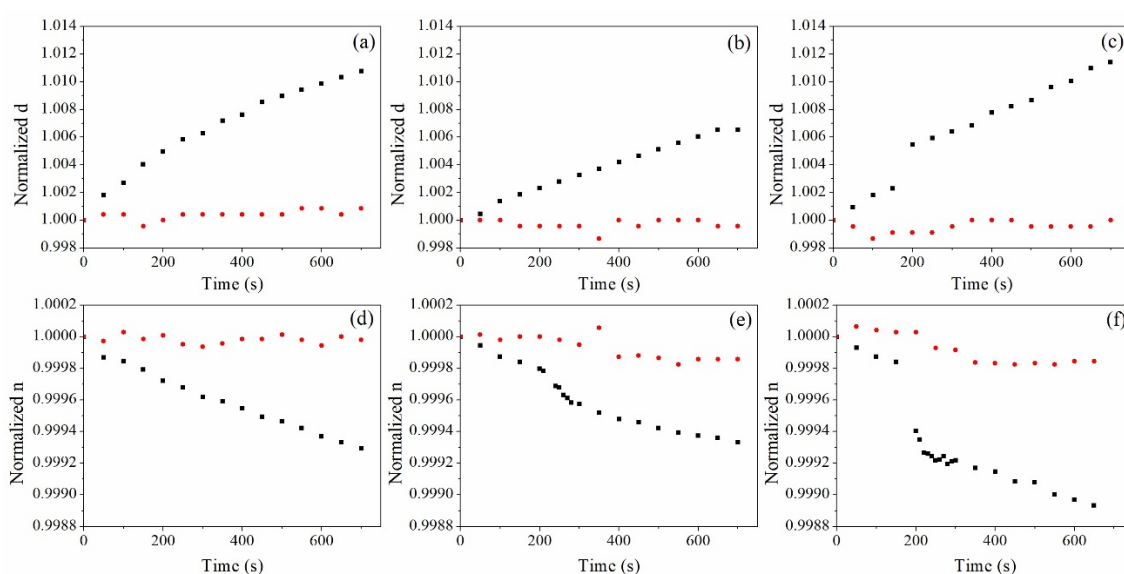 1.014
1.012
1.010
1.008
1.006
1.004
1.002
1.000
0.998
Normalized d
0 200 400 600
Time (s)
(a)
1.014
1.012
1.010
1.008
1.006
1.004
1.002
1.000
0.998
Normalized d
0 200 400 600
Time (s)
(b)
1.014
1.012
1.010
1.008
1.006
1.004
1.002
1.000
0.998
Normalized d
0 200 400 600
Time (s)
(c)
1.0002
1.0000
0.9998
0.9996
0.9994
0.9992
0.9990
0.9988
Normalized n
0 200 400 600
Time (s)
(d)
1.0002
1.0000
0.9998
0.9996
0.9994
0.9992
0.9990
0.9988
Normalized n
0 200 400 600
Time (s)
(e)
1.0002
1.0000
0.9998
0.9996
0.9994
0.9992
0.9990
0.9988
Normalized n
0 200 400 600
Time (s)
(f)